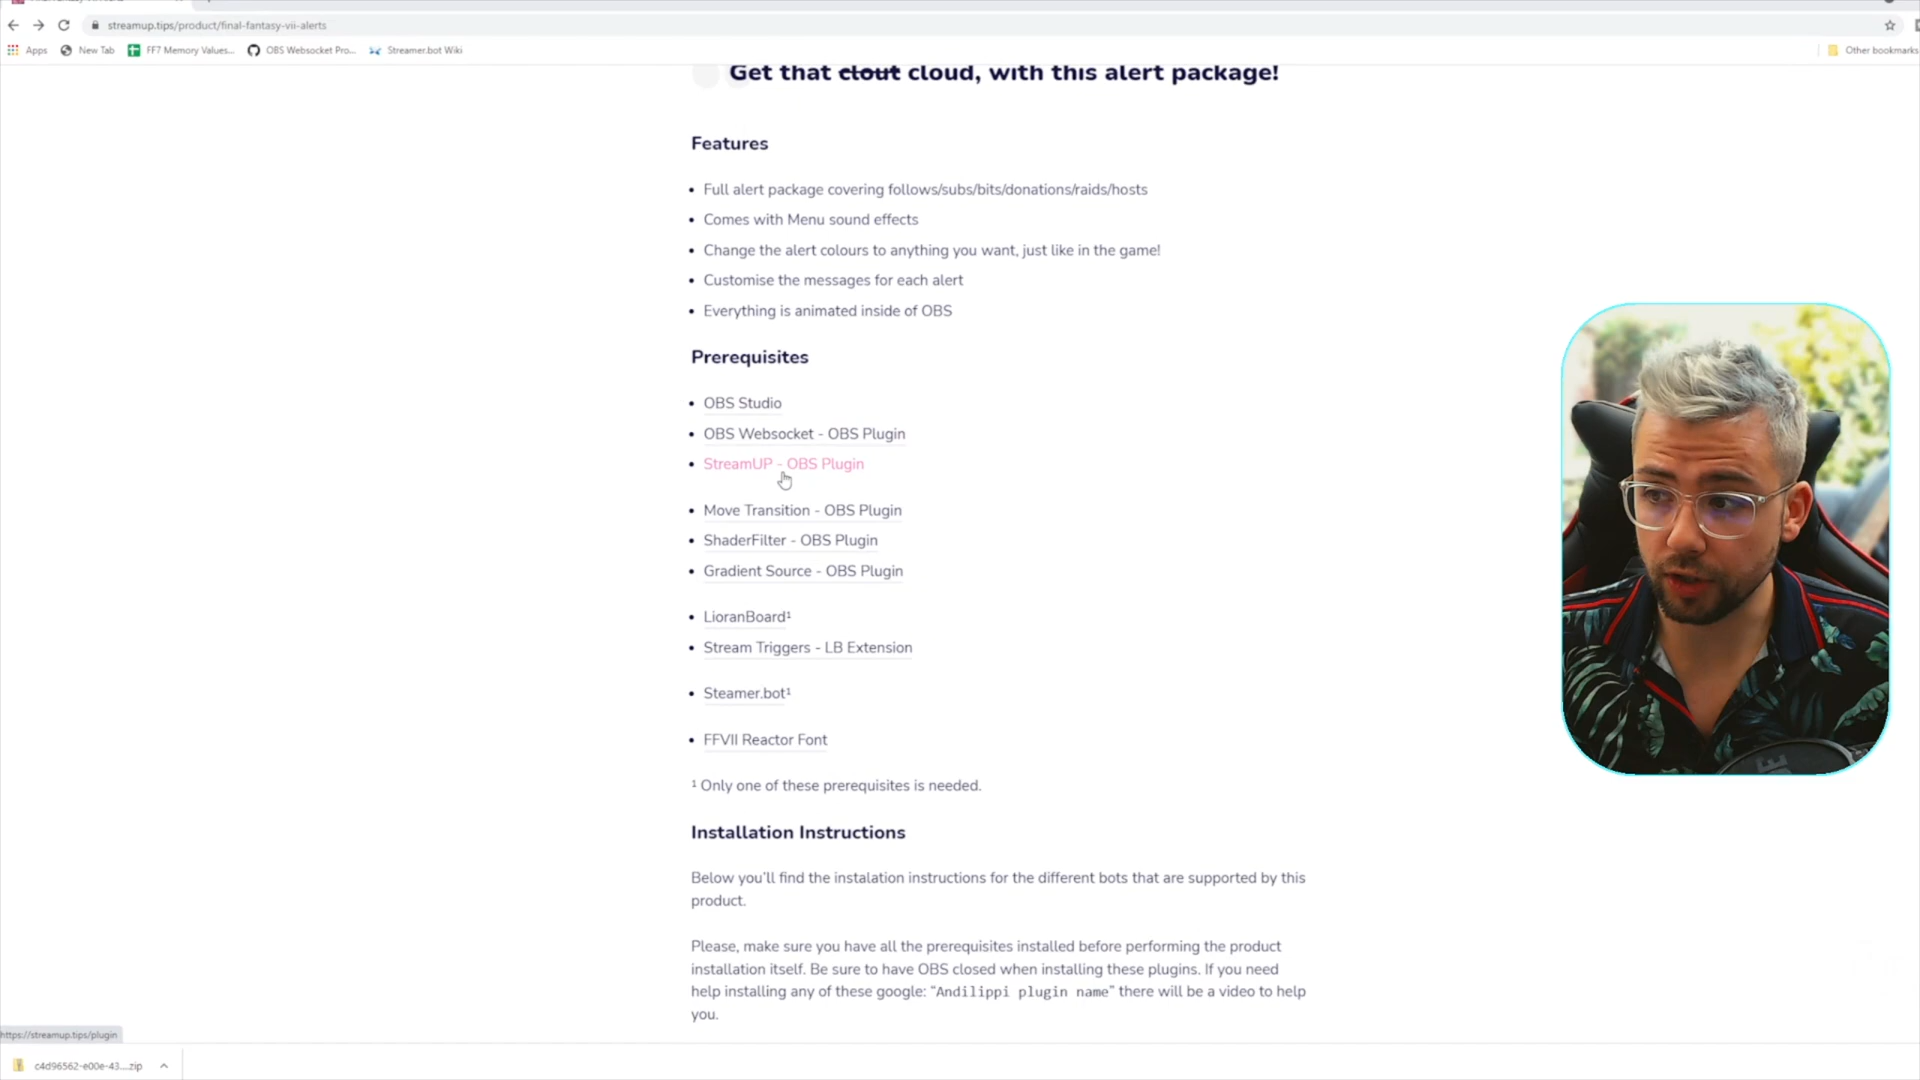 streamup.tips/product/final-fantasy-vii-alerts
Apps
New Tab
FF7 Memory Values...
OBS Websocket Pro...
Streamer.bot Wiki
Other bookmarks
Get that clout cloud, with this alert package!
Features
• Full alert package covering follows/subs/bits/donations/raids/hosts
• Comes with Menu sound effects
• Change the alert colours to anything you want, just like in the game!
• Customise the messages for each alert
• Everything is animated inside of OBS
Prerequisites
• OBS Studio
• OBS Websocket - OBS Plugin
• StreamUP - OBS Plugin
• Move Transition - OBS Plugin
• ShaderFilter - OBS Plugin
• Gradient Source - OBS Plugin
• LioranBoard¹
• Stream Triggers - LB Extension
• Steamer.bot¹
• FFVII Reactor Font
¹ Only one of these prerequisites is needed.
Installation Instructions
Below you'll find the instalation instructions for the different bots that are supported by this
product.
Please, make sure you have all the prerequisites installed before performing the product
installation itself. Be sure to have OBS closed when installing these plugins. If you need
help installing any of these google: “Andilippi plugin name” there will be a video to help
you.
https://streamup.tips/plugin
c4d96562-e00e-43....zip